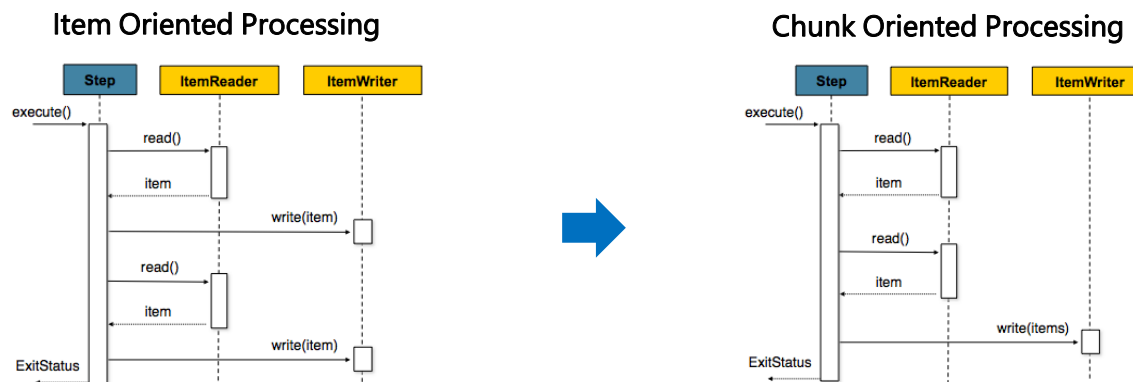 Item Oriented Processing
Step
ItemReader
ItemWriter
execute()
read()
item
write(item)
read()
item
write(item)
ExitStatus
Chunk Oriented Processing
Step
ItemReader
ItemWriter
execute()
read()
item
read()
item
write(items)
ExitStatus